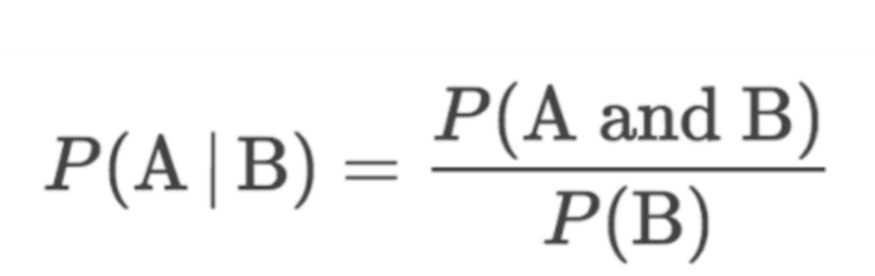 P(A | B) = P(A and B)
P(B)